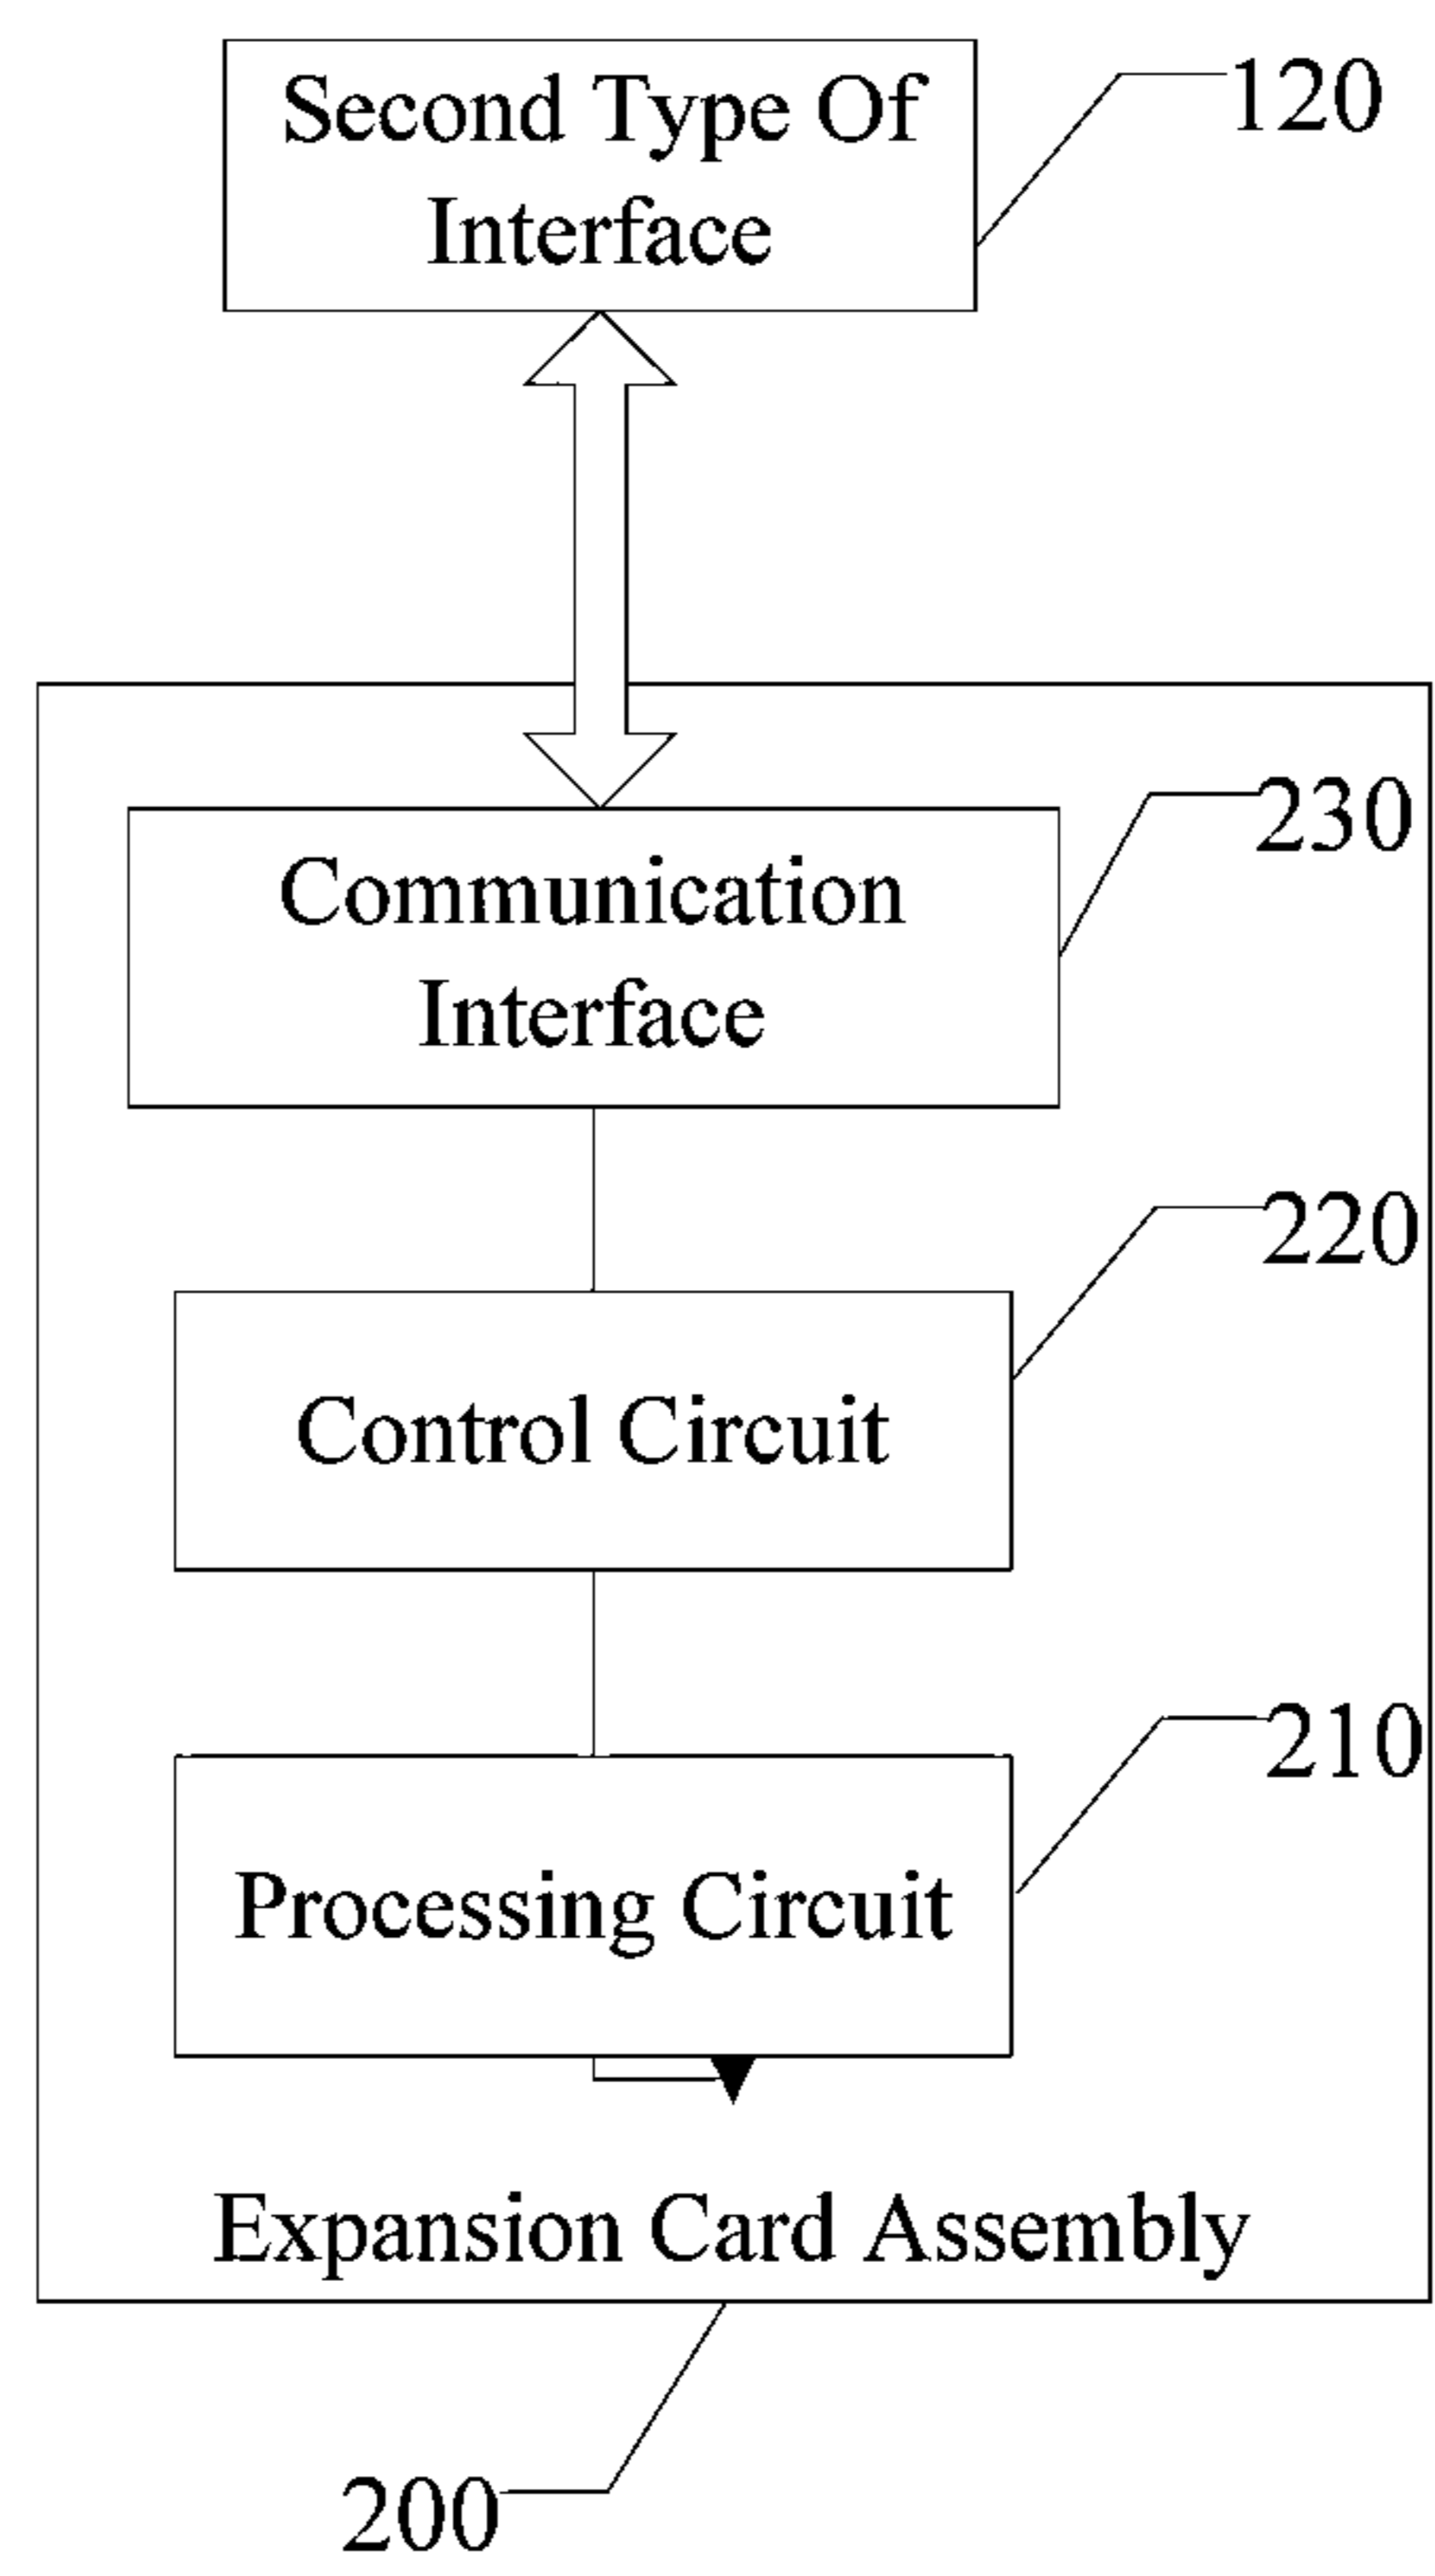 Second Type Of
Interface
120
230
Communication
Interface
220
Control Circuit
210
Processing Circuit
Expansion Card Assembly
200